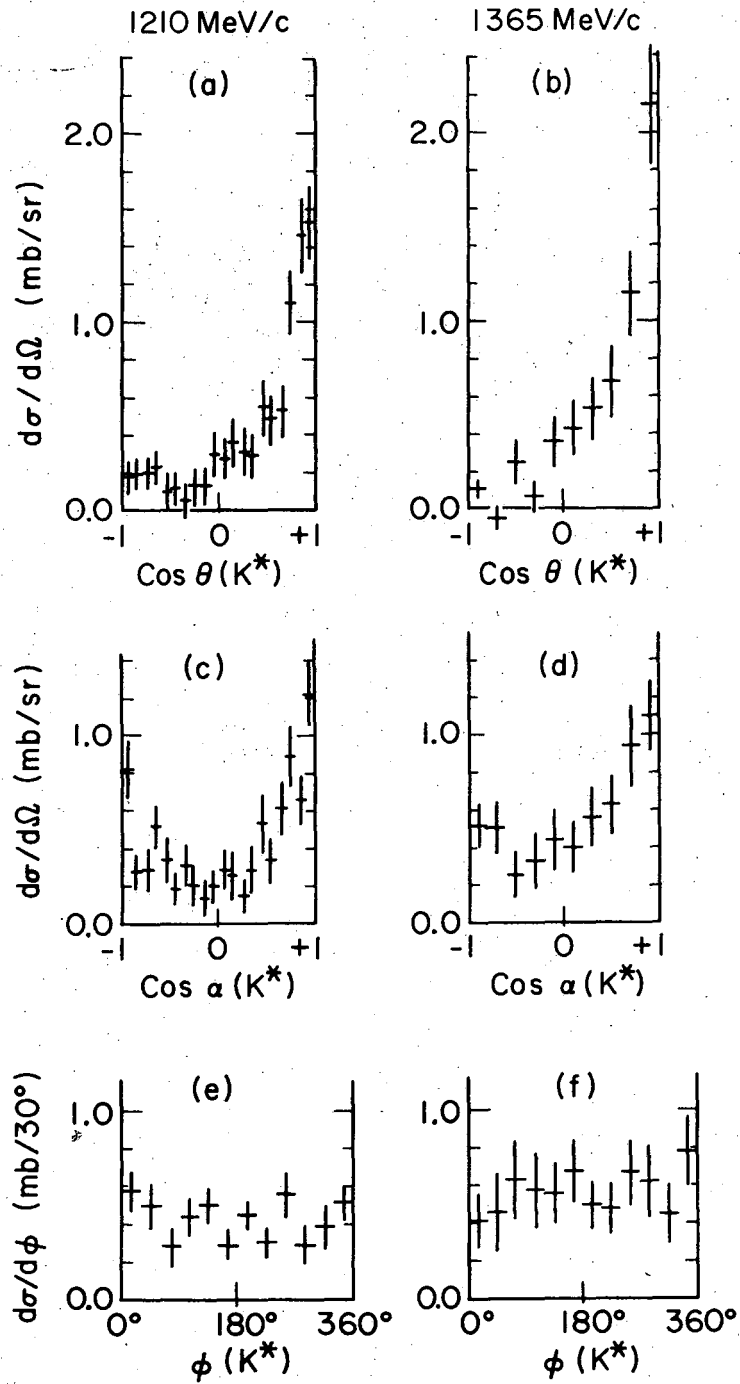 1210 MeV/c 1365 MeV/c
(a) (b)
dσ/dΩ (mb/sr)
2.0 2.0
1.0 1.0
0.0 0.0
-1 0 +1 -1 0 +1
Cos θ (K*) Cos θ (K*)
(c) (d)
dσ/dΩ (mb/sr)
1.0 1.0
0.0 0.0
-1 0 +1 -1 0 +1
Cos α (K*) Cos α (K*)
(e) (f)
dσ/dϕ (mb/30°)
1.0 1.0
0.0 0.0
0° 180° 360° 0° 180° 360°
ϕ (K*) ϕ (K*)